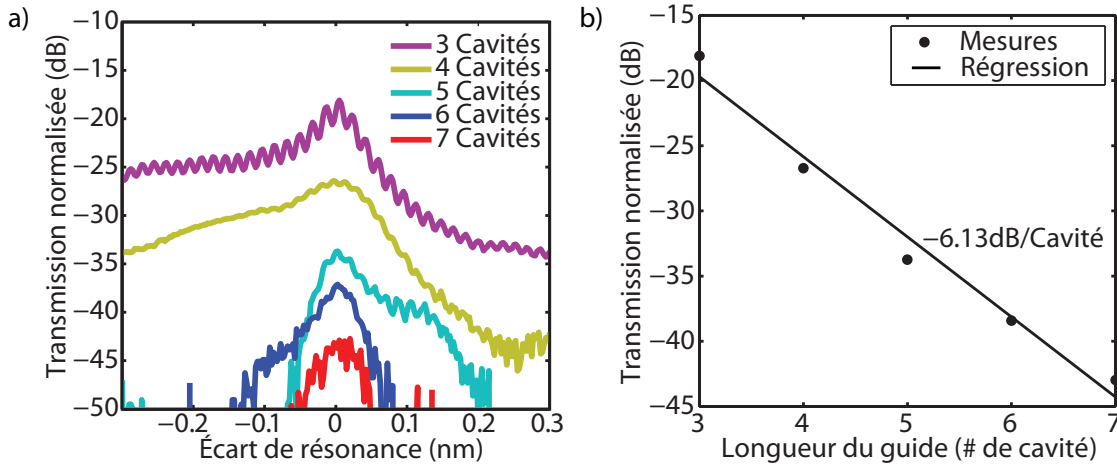 a)
Transmission normalisée (dB)
−10
−15
−20
−25
−30
−35
−40
−45
−50
3 Cavités
4 Cavités
5 Cavités
6 Cavités
7 Cavités
−0.2
−0.1
0
0.1
0.2
0.3
Écart de résonance (nm)
b)
Transmission normalisée (dB)
−15
−20
−25
−30
−35
−40
−45
Mesures
Régression
−6.13dB/Cavité
3
4
5
6
7
Longueur du guide (# de cavité)